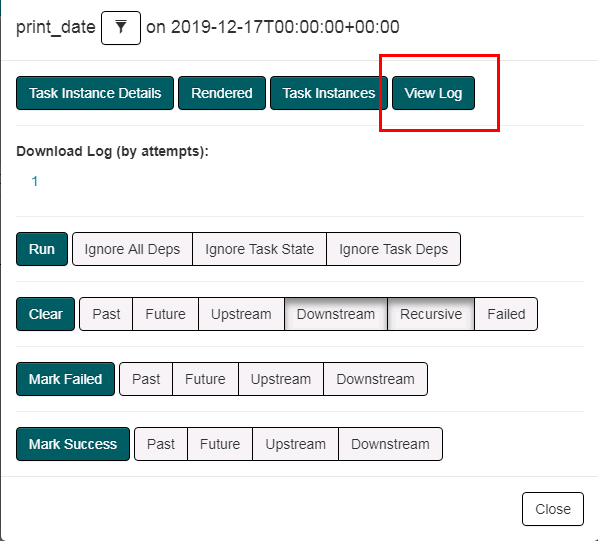 print_date on 2019-12-17T00:00:00+00:00
Task Instance Details Rendered Task Instances View Log
Download Log (by attempts):
1
Run Ignore All Deps Ignore Task State Ignore Task Deps
Clear Past Future Upstream Downstream Recursive Failed
Mark Failed Past Future Upstream Downstream
Mark Success Past Future Upstream Downstream
Close